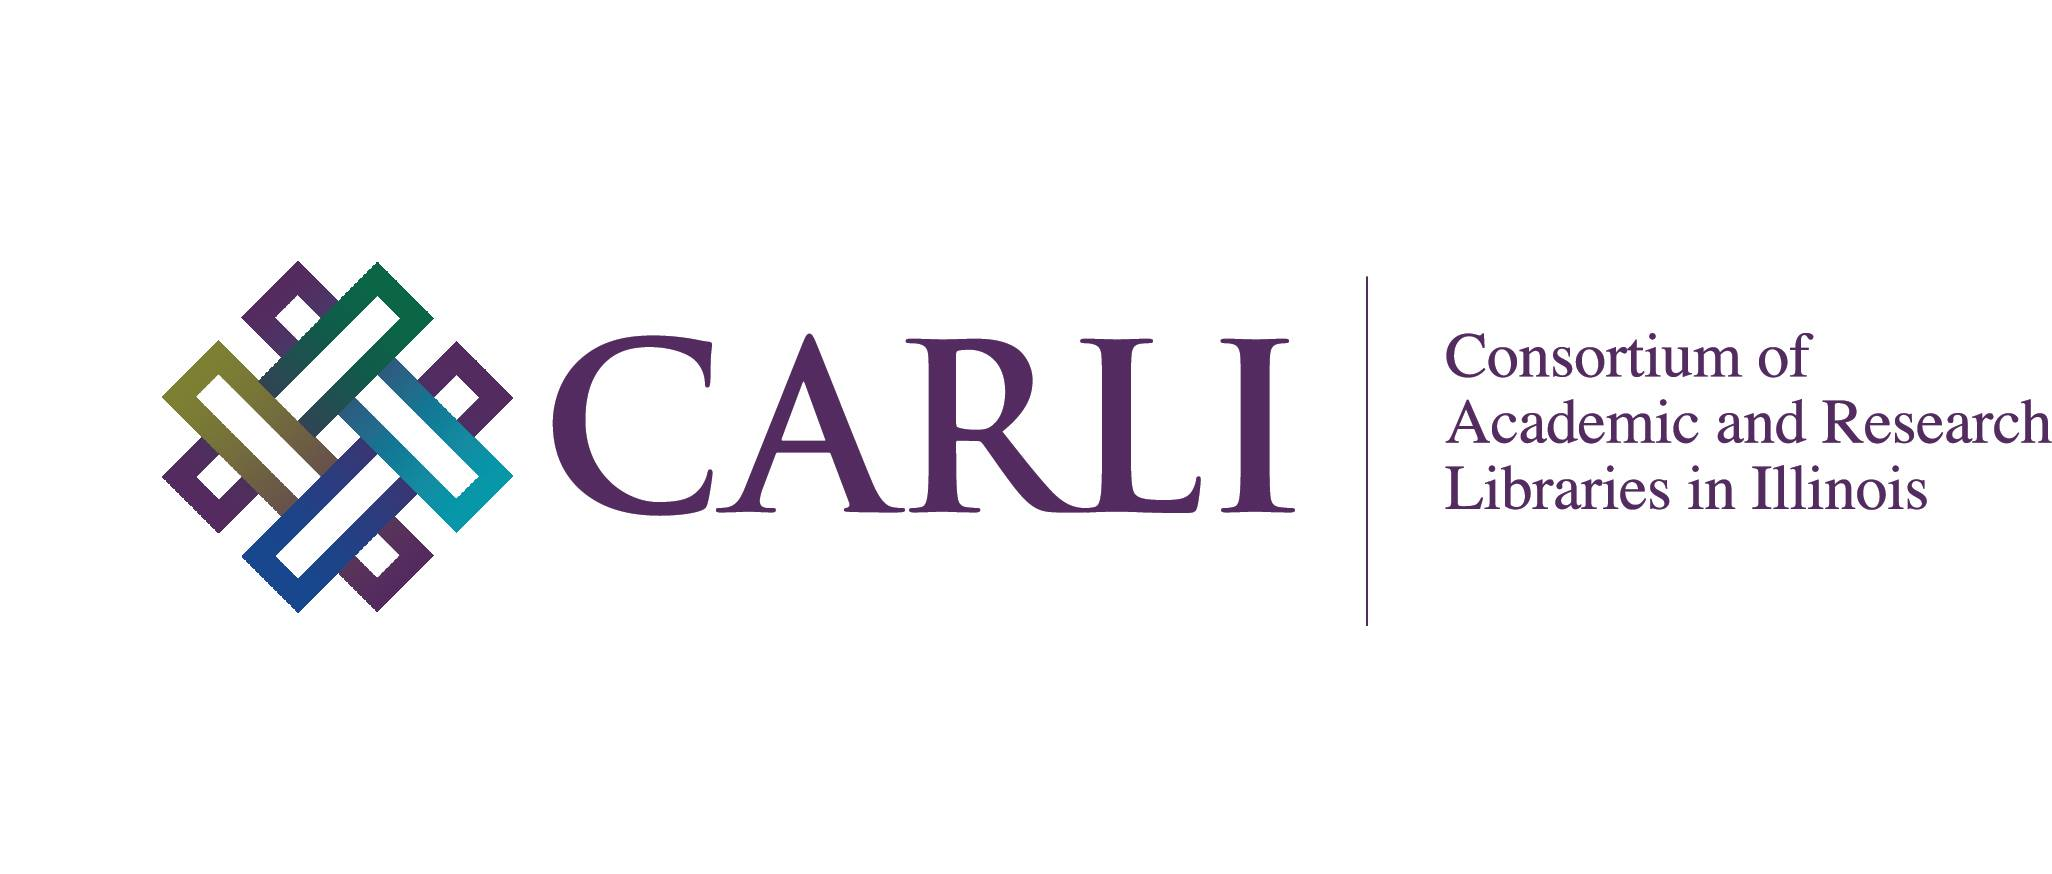 CARLI
Consortium of
Academic and Research
Libraries in Illinois